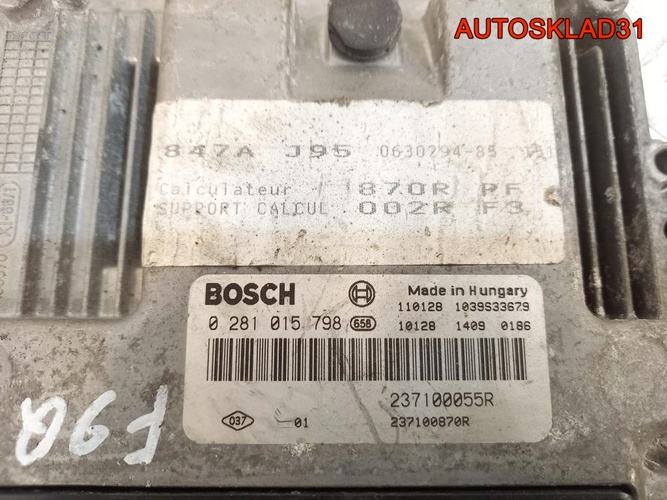 AUTOSKLAD31
847A J95 0630294-85
Calculateur / 870R PF
SUPPORT CALCUL 002R F3
BOSCH Made in Hungary
110128 1039S33679
0 281 015 798 658 10128 1409 0186
237100055R
037 01 237100870R
F9Q